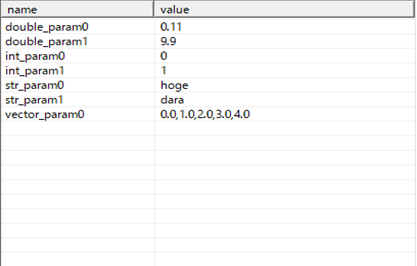 name value
double_param0 0.11
double_param1 9.9
int_param0 0
int_param1 1
str_param0 hoge
str_param1 dara
vector_param0 0.0,1.0,2.0,3.0,4.0